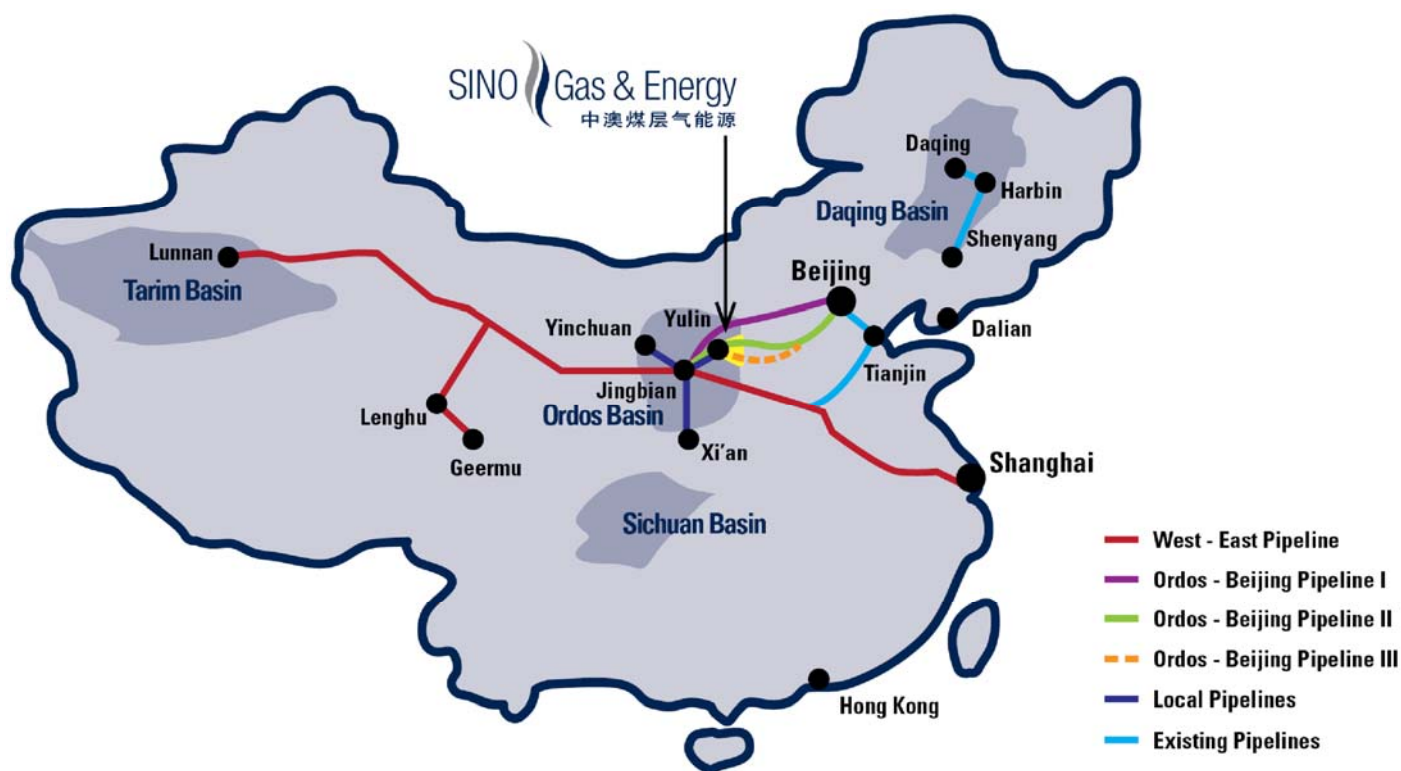 SINO Gas & Energy
中澳煤层气能源
Daqing
Harbin
Daqing Basin
Shenyang
Lunnan
Tarim Basin
Beijing
Yinchuan
Yulin
Dalian
Tianjin
Jingbian
Lenghu
Ordos Basin
Geermu
Xi'an
Shanghai
Sichuan Basin
Hong Kong
West - East Pipeline
Ordos - Beijing Pipeline I
Ordos - Beijing Pipeline II
Ordos - Beijing Pipeline III
Local Pipelines
Existing Pipelines